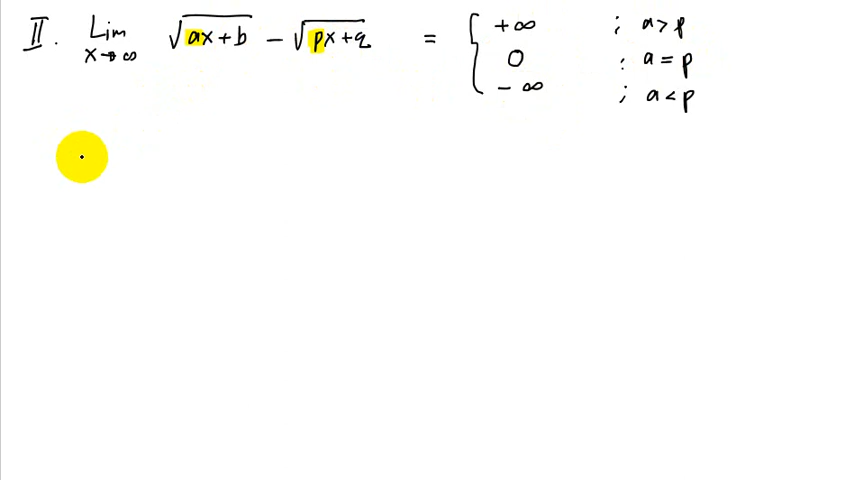 II. Lim x→∞ √(ax+b) − √(px+q) = { +∞ ; a>p
0 ; a=p
−∞ ; a<p